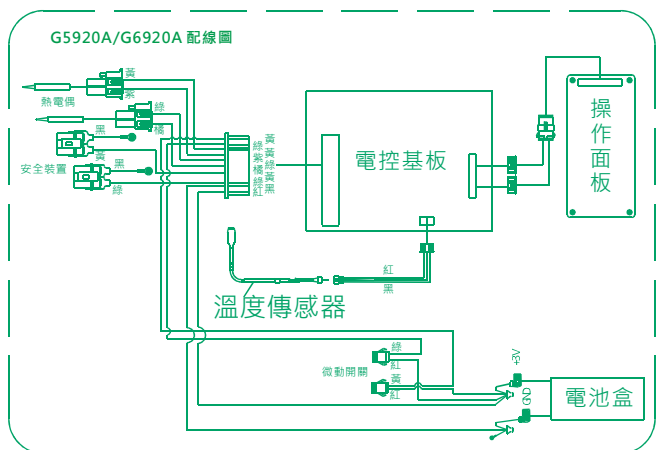 G5920A/G6920A 配線圖
黃
紫
熱電偶
綠
橘
黑
黃
安全裝置
黑
綠
黃
綠
黃
紫
綠
橘
黃
綠
黑
紅
電控基板
操作面板
紅
黑
溫度傳感器
綠
紅
微動開關
黃
紅
+3V
GND
電池盒